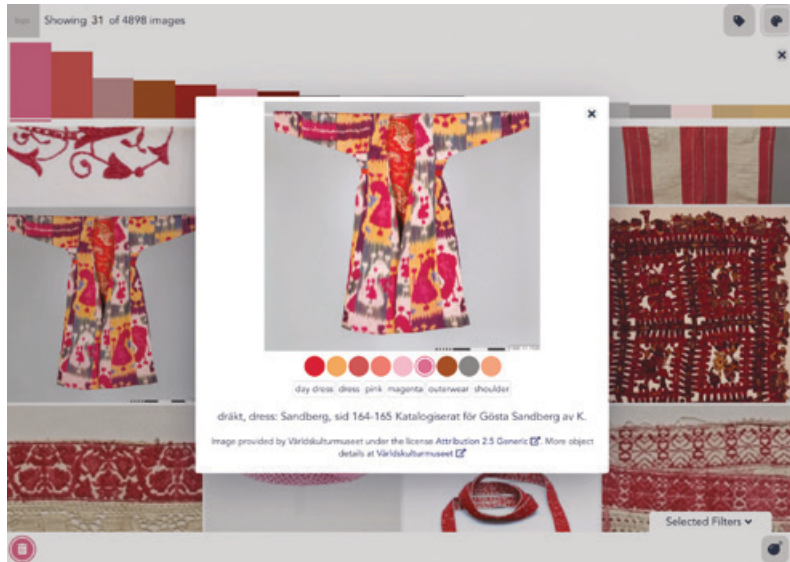 Showing 31 of 4898 images
day dress dress pink magenta outerwear shoulder
dräkt, dress: Sandberg, sid 164-165 Katalogiserat för Gösta Sandberg av K.
Image provided by Världskulturmuseet under the license Attribution 2.5 Generic. More object
details at Världskulturmuseet
Selected Filters